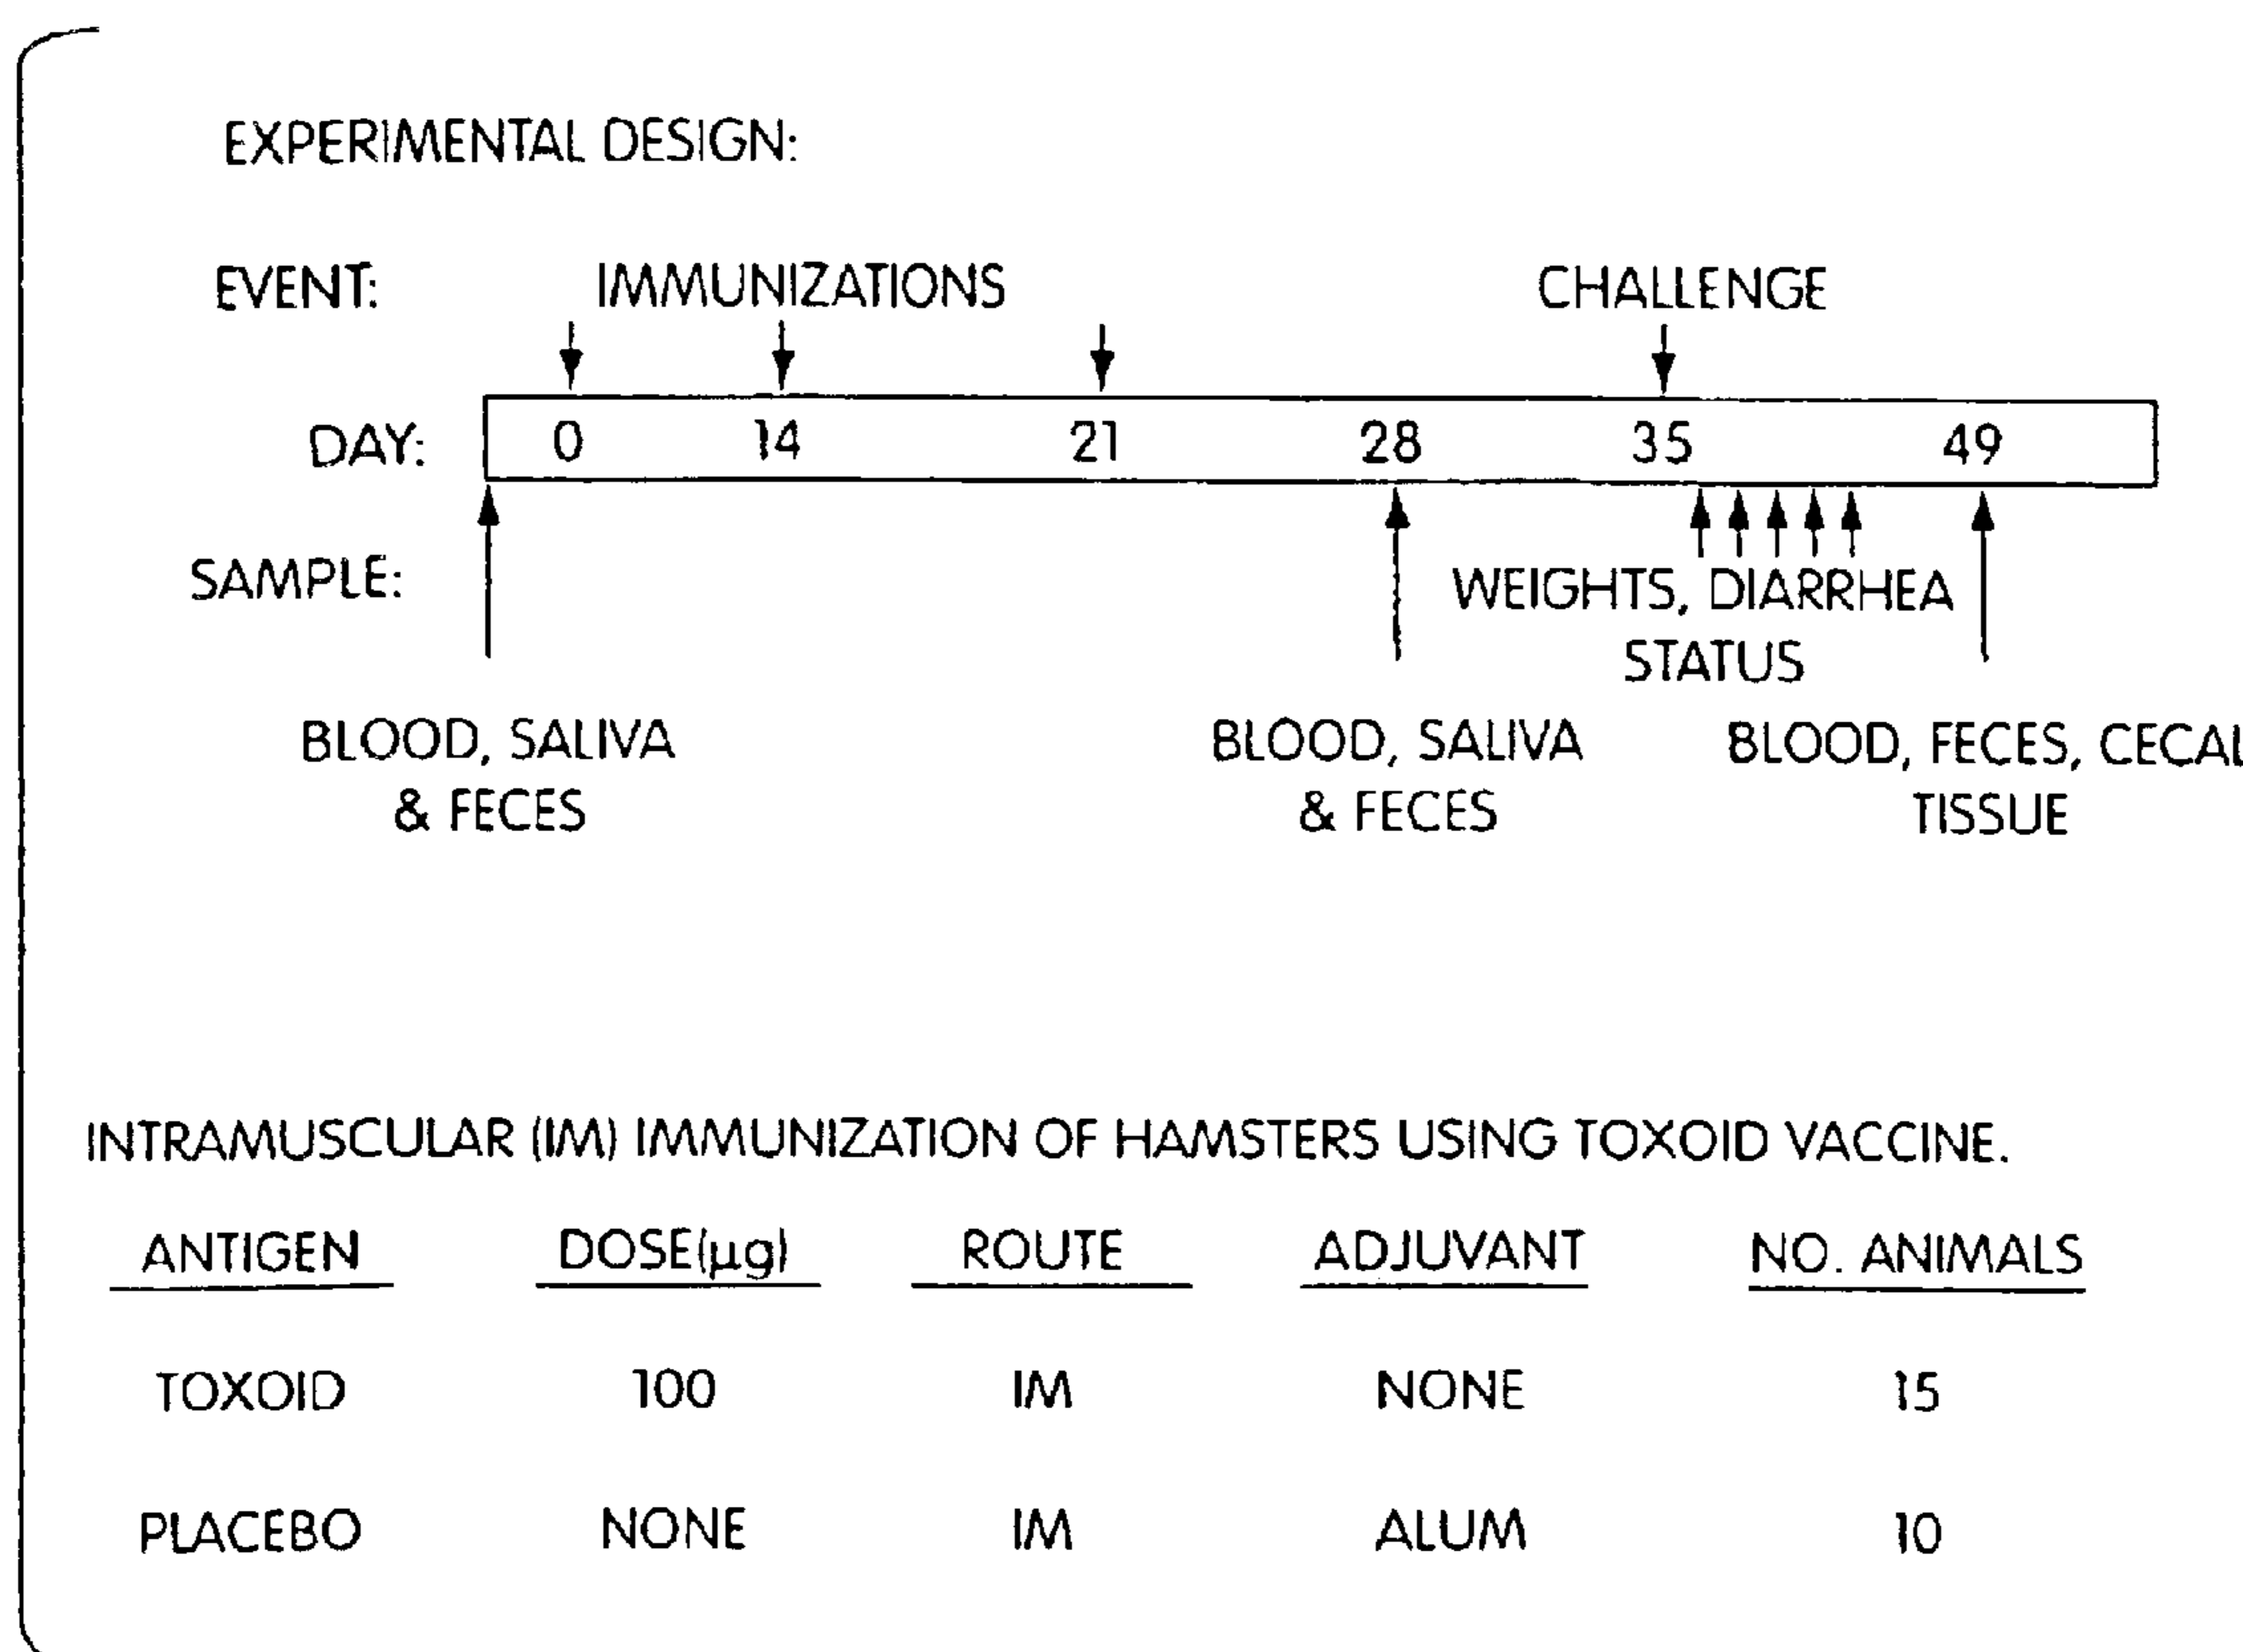 EXPERIMENTAL DESIGN:
EVENT: IMMUNIZATIONS CHALLENGE
DAY: 0 14 21 28 35 49
SAMPLE:
WEIGHTS, DIARRHEA
STATUS
BLOOD, SALIVA
& FECES
BLOOD, SALIVA
& FECES
BLOOD, FECES, CECAL
TISSUE
INTRAMUSCULAR (IM) IMMUNIZATION OF HAMSTERS USING TOXOID VACCINE.
ANTIGEN DOSE(µg) ROUTE ADJUVANT NO. ANIMALS
TOXOID 100 IM NONE 15
PLACEBO NONE IM ALUM 10